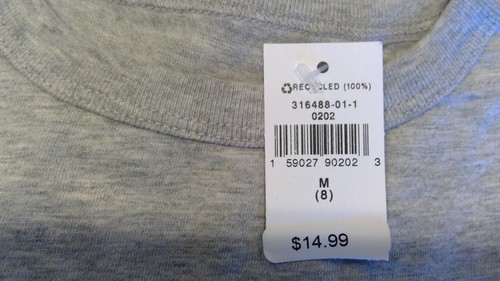 RECYCLED (100%)
316488-01-1
0202
1 59027 90202 3
M
(8)
$14.99